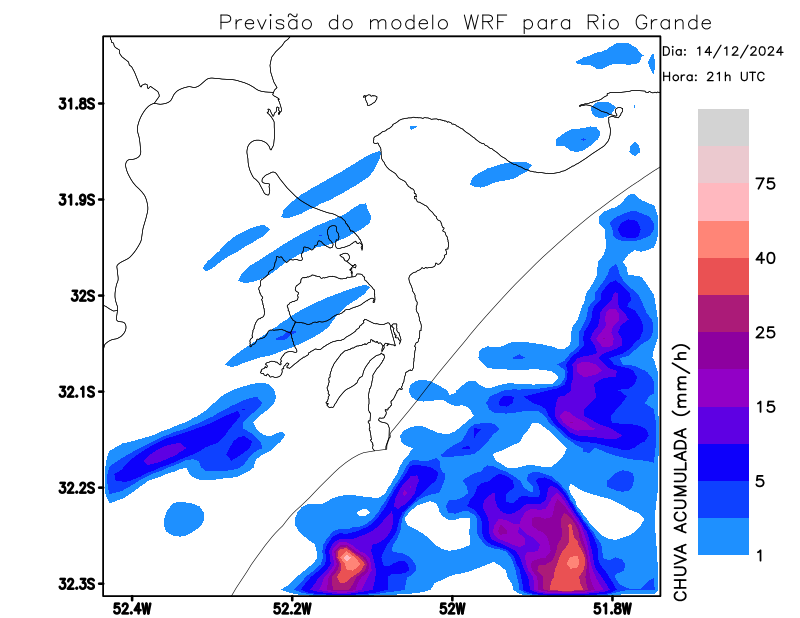 Previsão do modelo WRF para Rio Grande
Dia: 14/12/2024
Hora: 21h UTC
31.8S
31.9S
32S
32.1S
32.2S
32.3S
52.4W
52.2W
52W
51.8W
75
40
25
15
5
1
CHUVA ACUMULADA (mm/h)